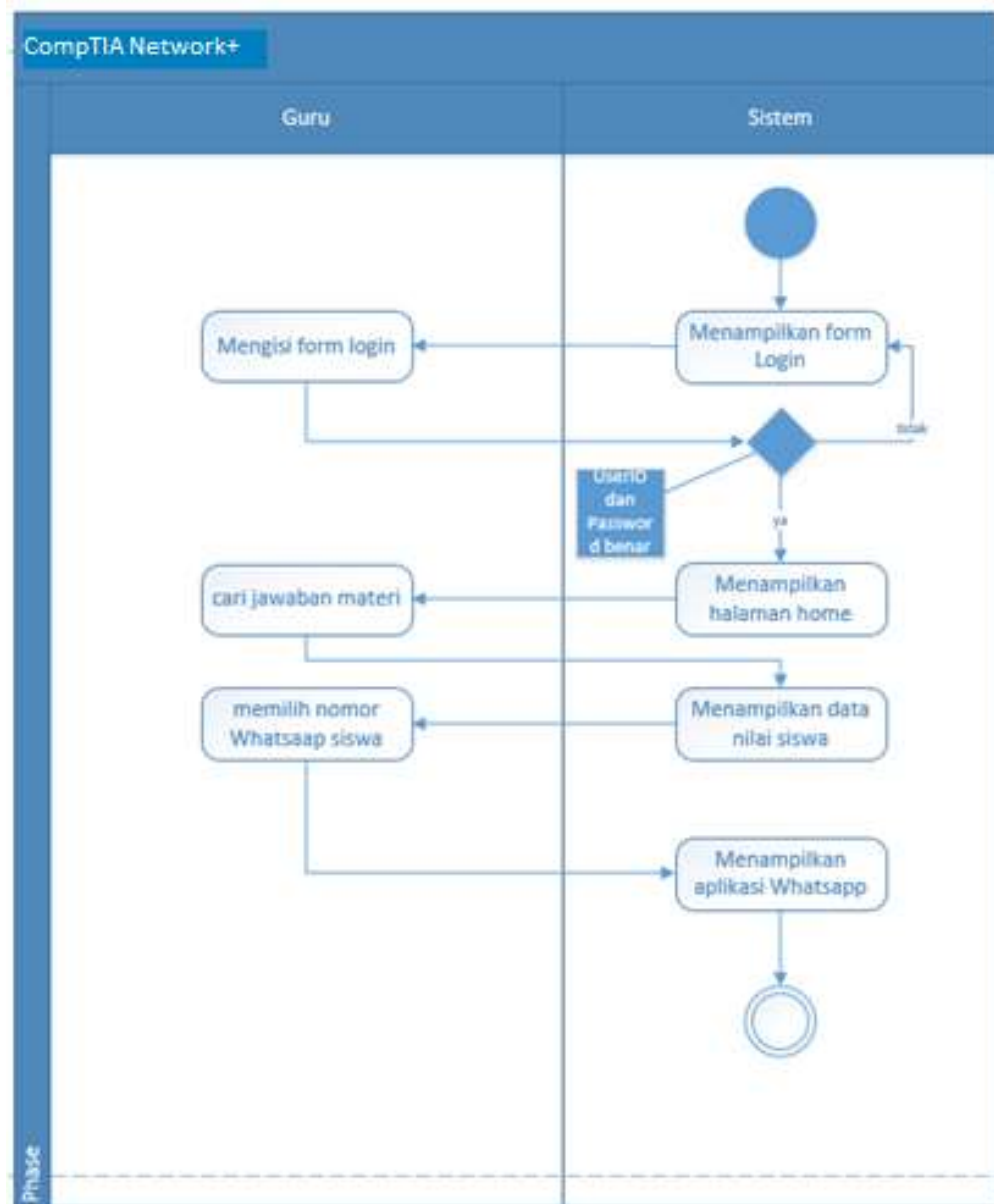 CompTIA Network+
Guru
Sistem
Mengisi form login
Menampilkan form
Login
tidak
UserID
dan
Passwor
d benar
ya
cari jawaban materi
Menampilkan
halaman home
memilih nomor
Whatsaap siswa
Menampilkan data
nilai siswa
Menampilkan
aplikasi Whatsapp
Phase